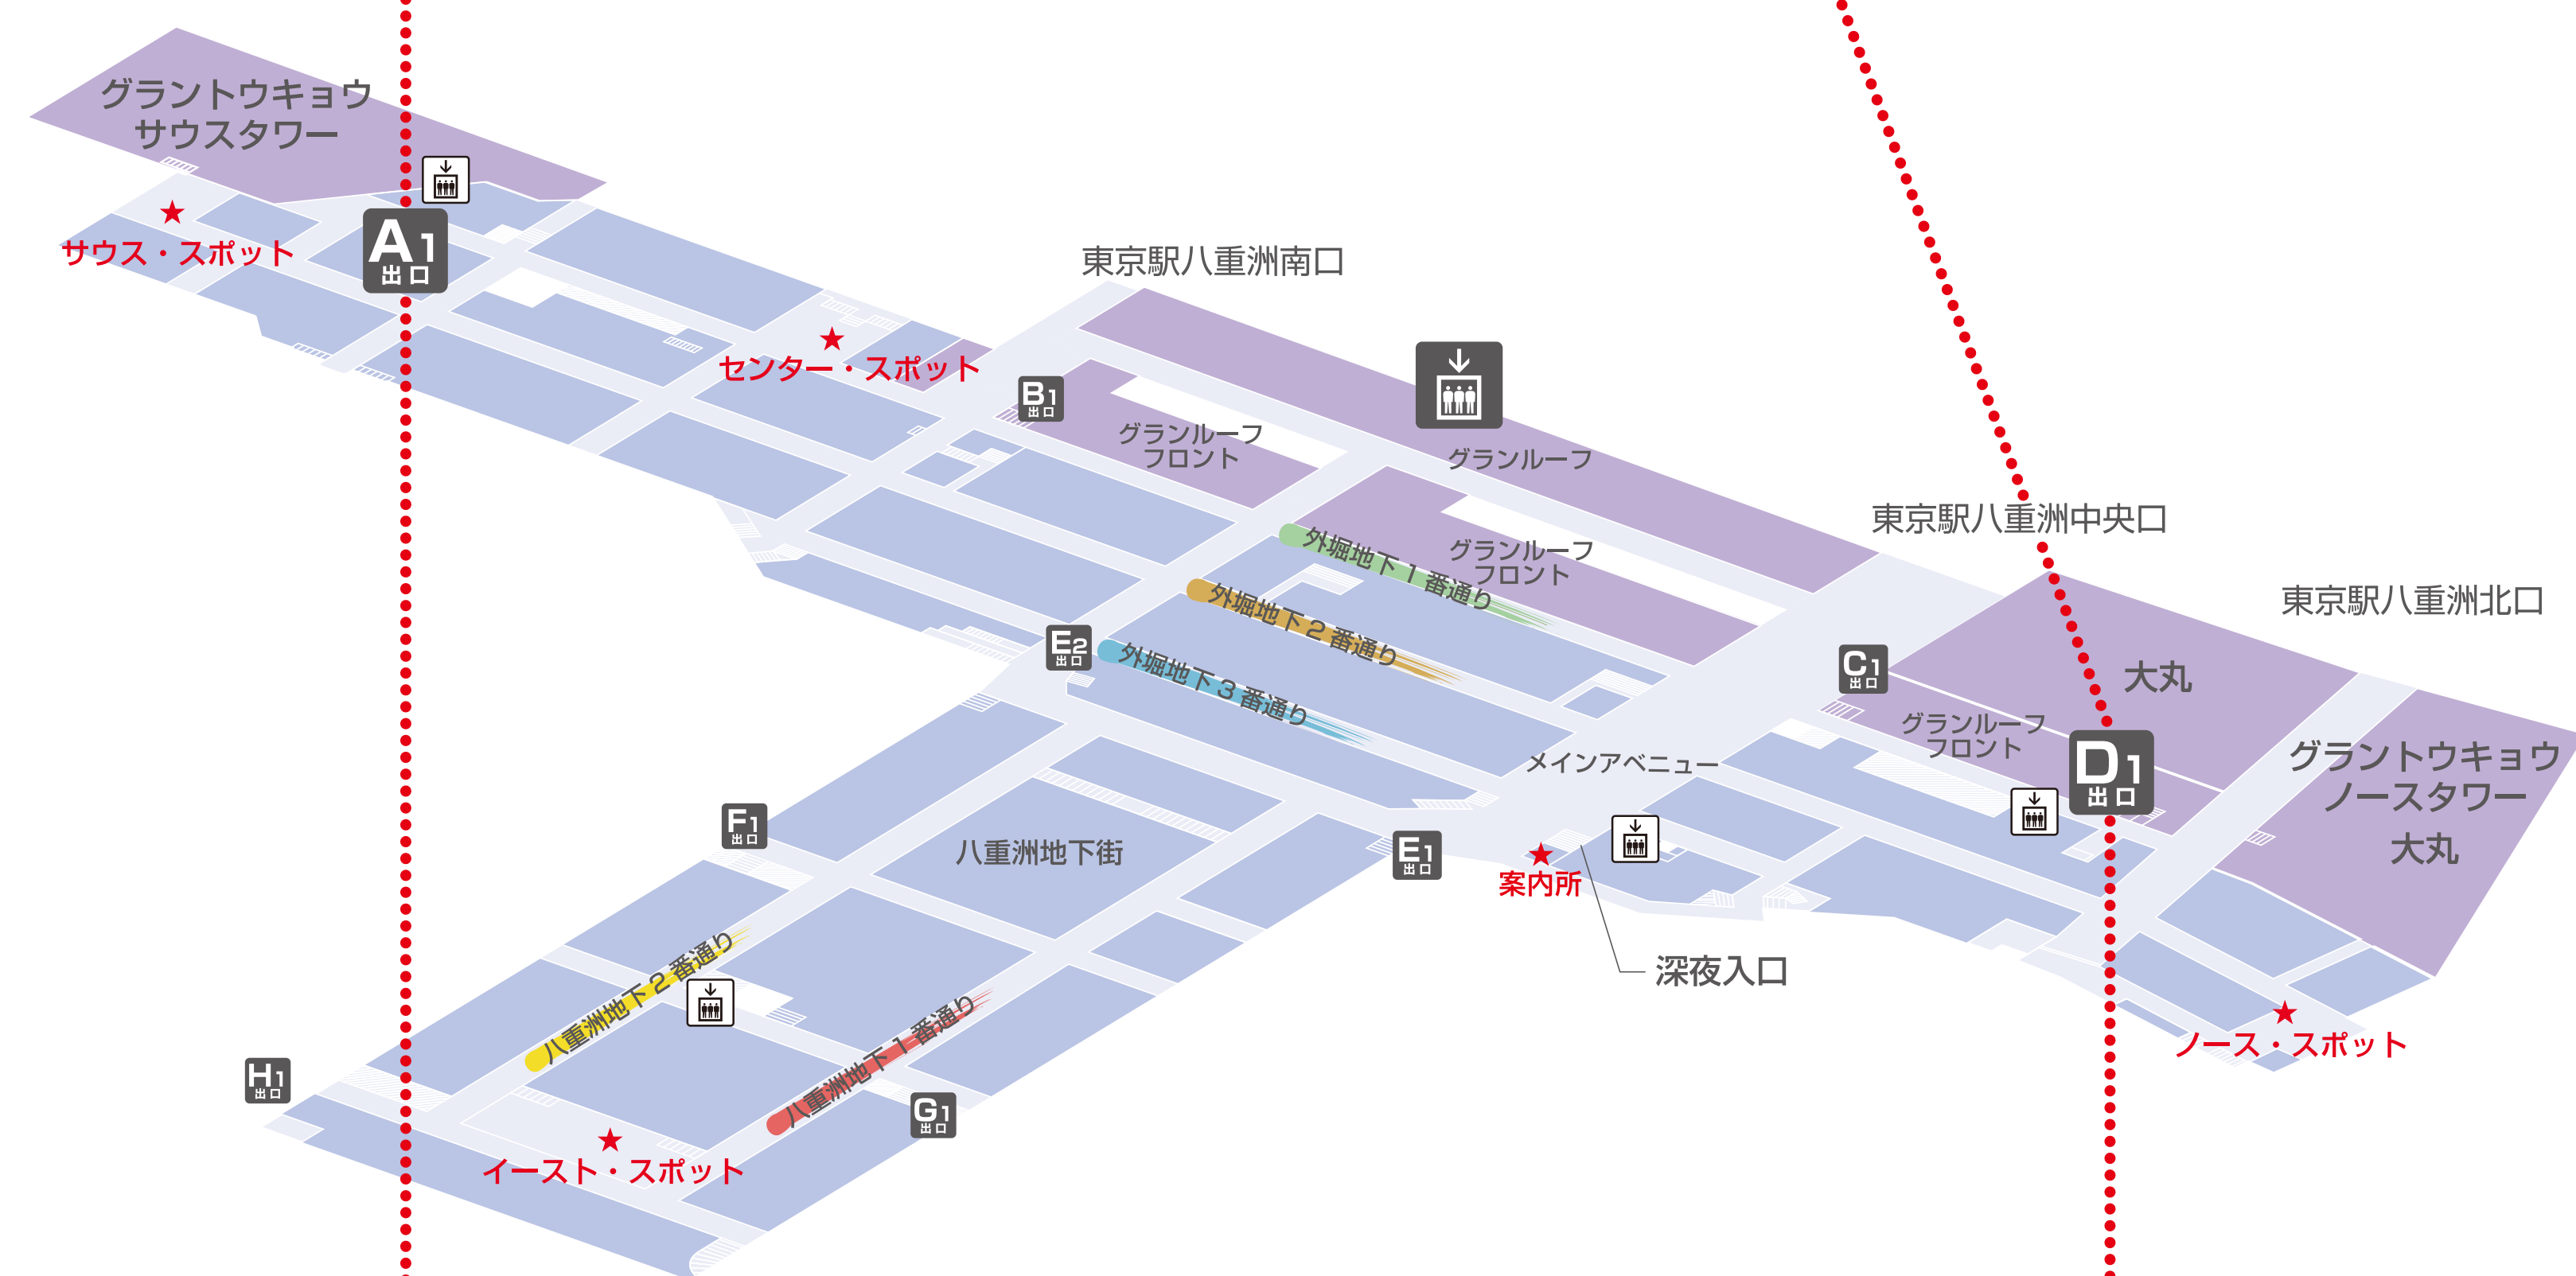 グラントウキョウ
サウスタワー
A1
出口
サウス・スポット
センター・スポット
東京駅八重洲南口
B1
出口
グランルーフ
フロント
グランルーフ
外堀地下1番通り
グランルーフ
フロント
外堀地下2番通り
外堀地下3番通り
E2
出口
東京駅八重洲中央口
東京駅八重洲北口
C1
出口
大丸
グランルーフ
フロント
D1
出口
グラントウキョウ
ノースタワー
大丸
メインアベニュー
F1
出口
八重洲地下街
E1
出口
案内所
深夜入口
八重洲地下2番通り
八重洲地下1番通り
H1
出口
G1
出口
イースト・スポット
ノース・スポット